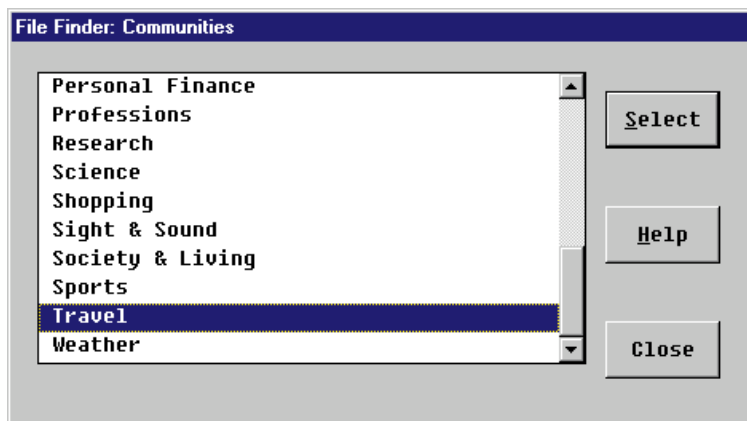 File Finder: Communities
Personal Finance
Professions
Research
Science
Shopping
Sight & Sound
Society & Living
Sports
Travel
Weather
Select
Help
Close